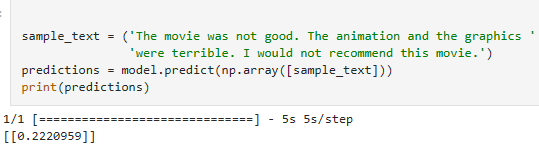 sample_text = ('The movie was not good. The animation and the graphics '
'were terrible. I would not recommend this movie.')
predictions = model.predict(np.array([sample_text]))
print(predictions)
1/1 [==============================] - 5s 5s/step
[[0.2220959]]